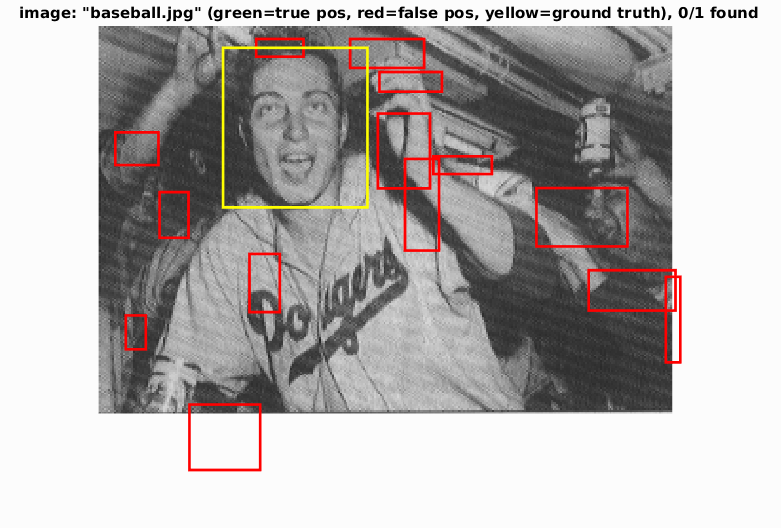 image: "baseball.jpg" (green=true pos, red=false pos, yellow=ground truth), 0/1 found
Dodgers